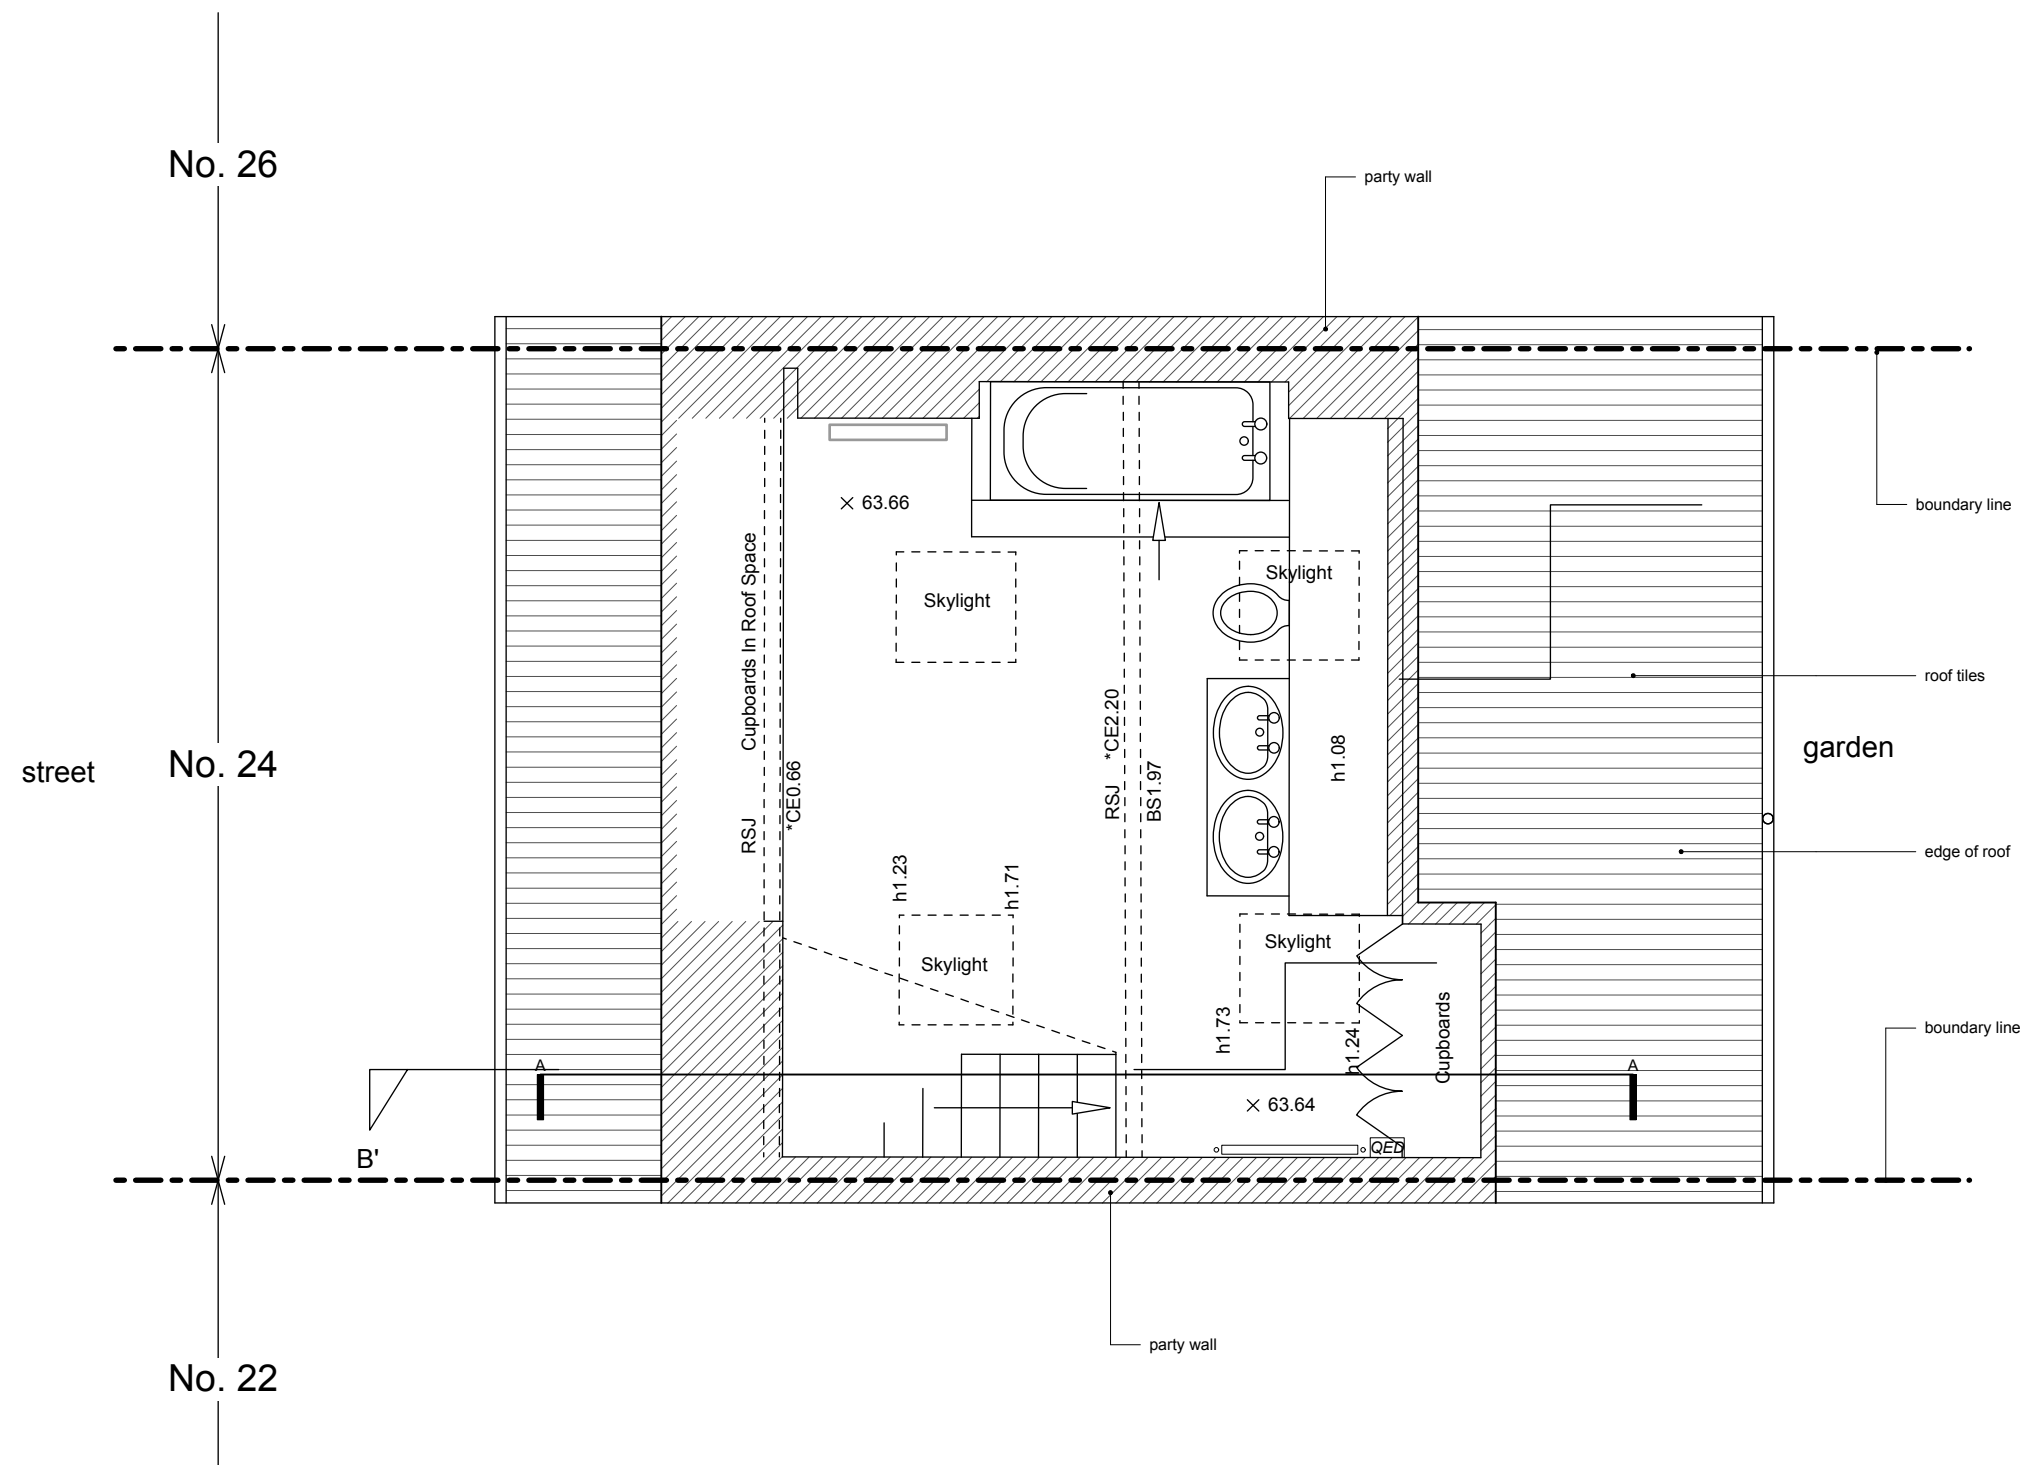 No. 26
party wall
boundary line
× 63.66
Cupboards In Roof Space
RSJ
Skylight
Skylight
*CE2.20
RSJ
BS1.97
*CE0.66
h1.08
roof tiles
street
No. 24
garden
edge of roof
h1.23
h1.71
Skylight
Skylight
h1.73
h1.24
Cupboards
boundary line
A
A
× 63.64
QED
B'
party wall
No. 22